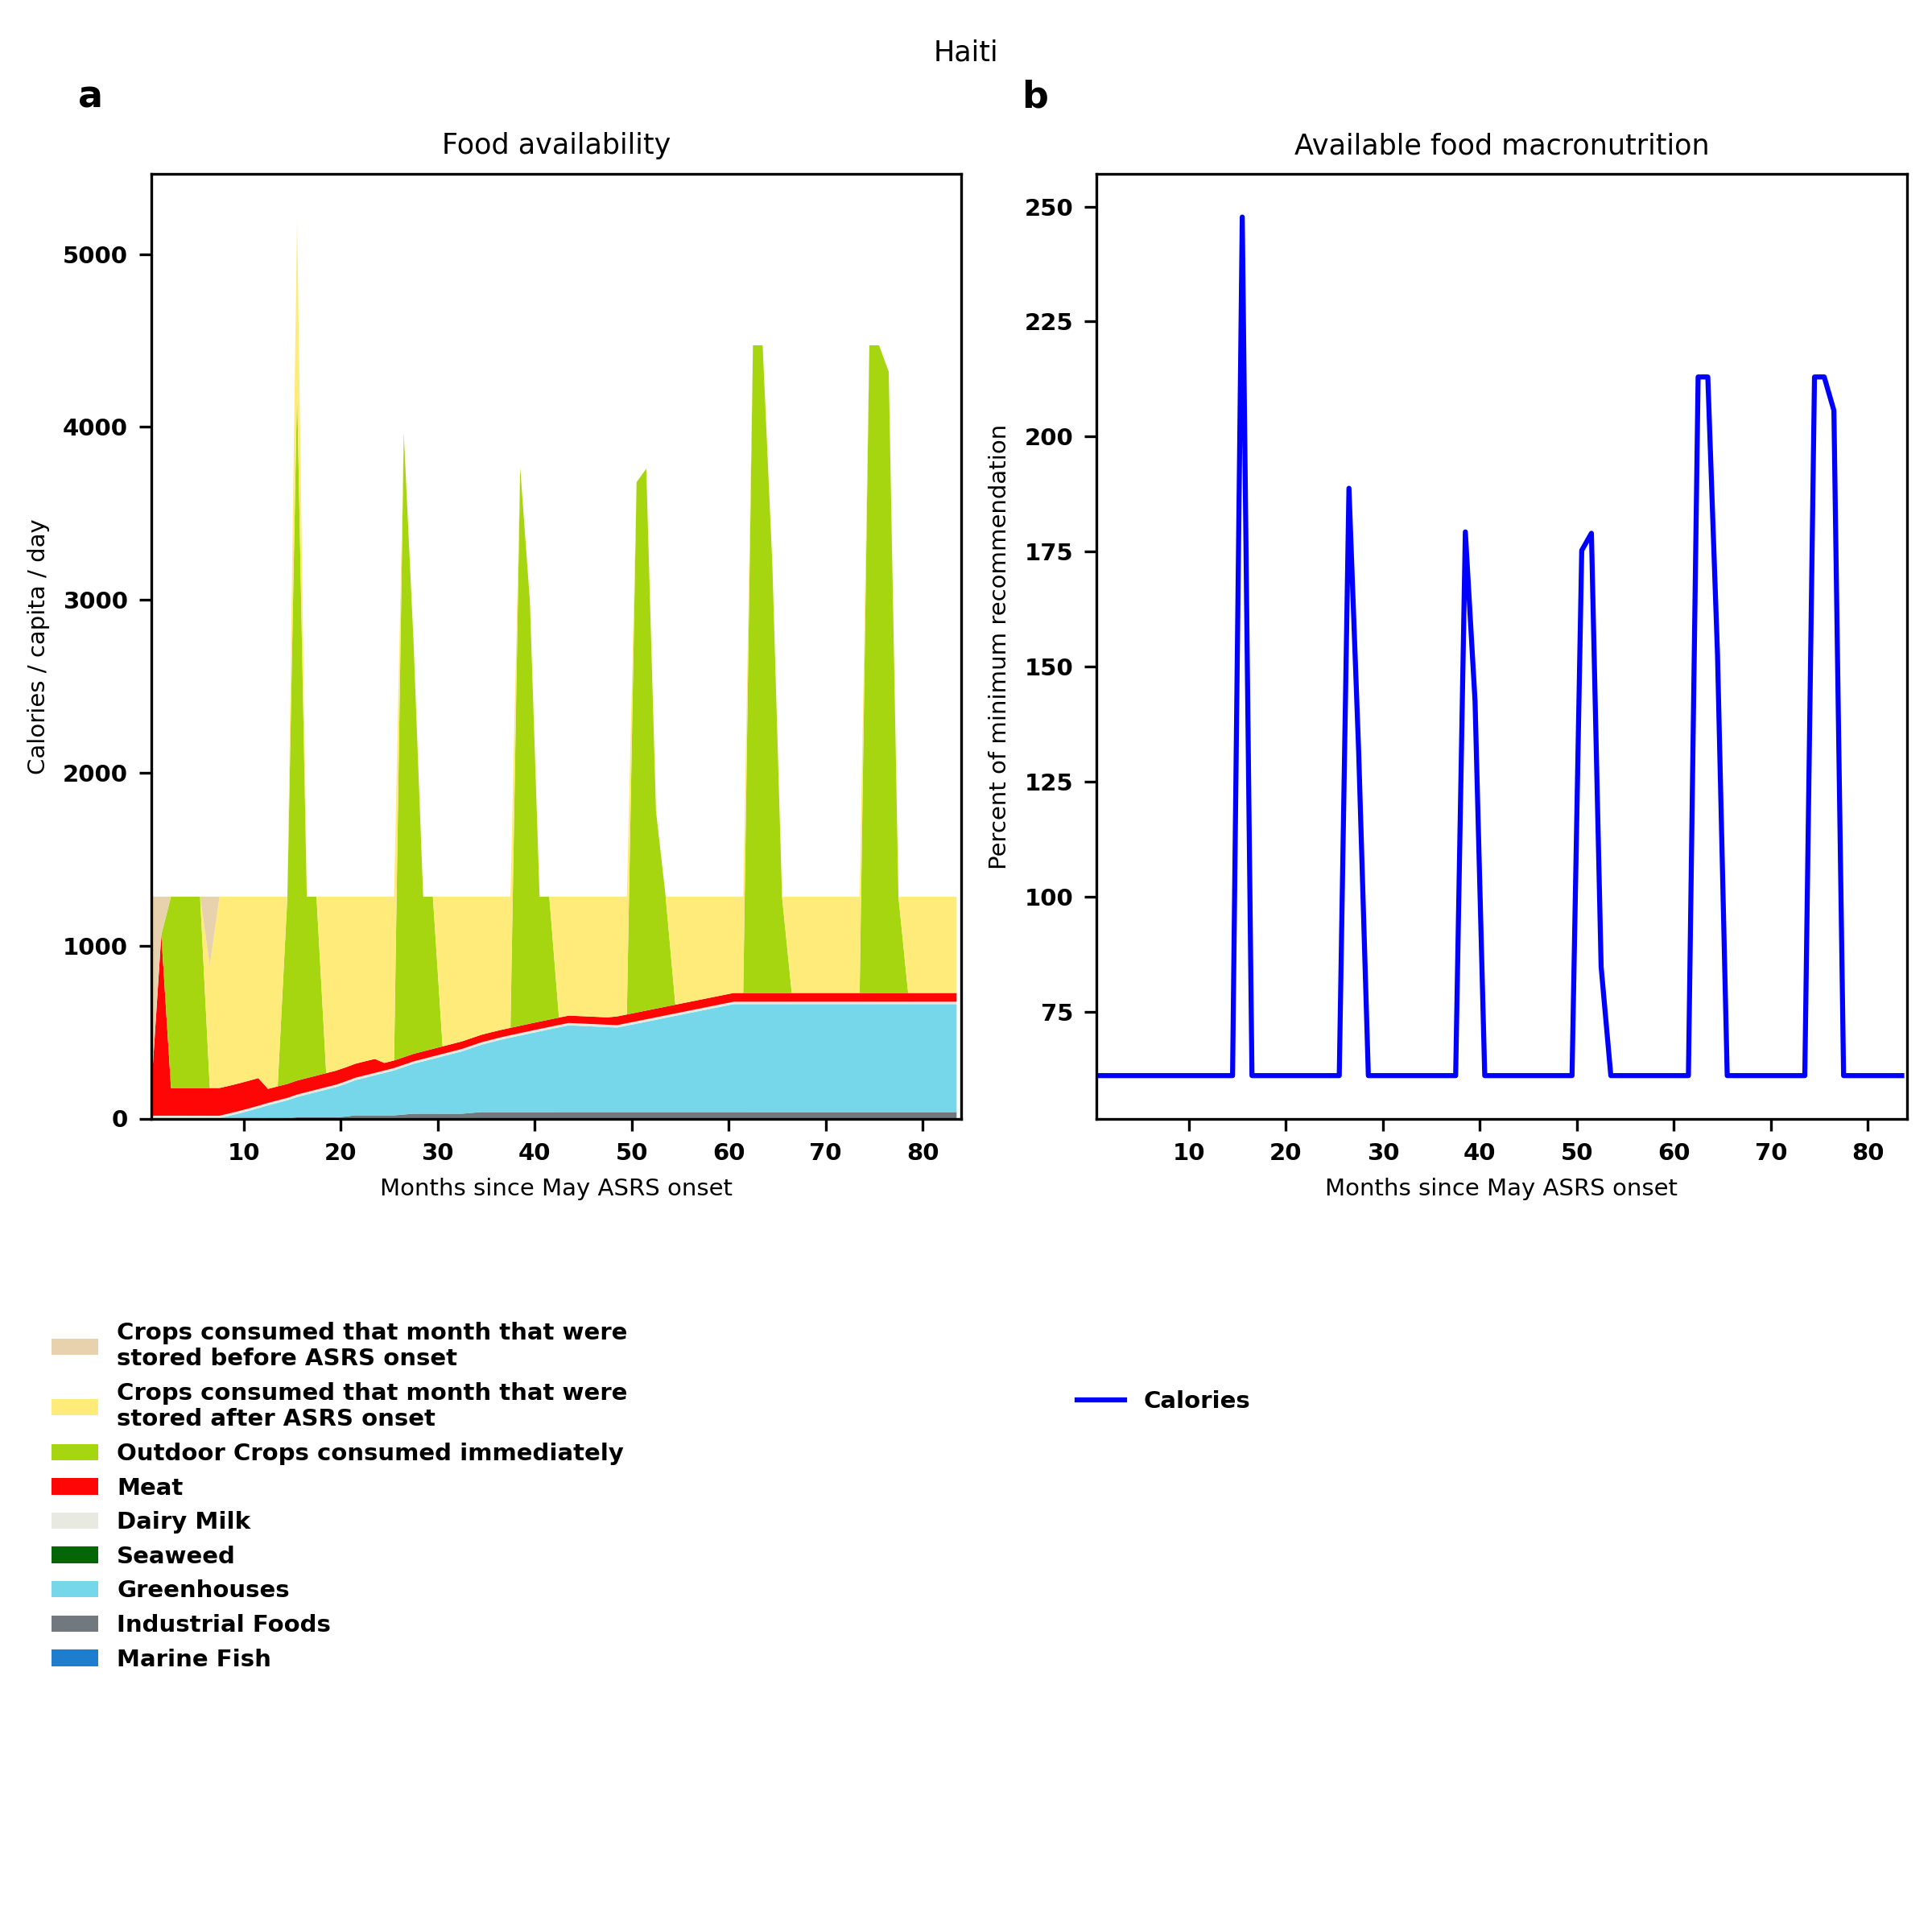 Haiti
a
Food availability
5000
4000
3000
2000
1000
0
Calories / capita / day
10 20 30 40 50 60 70 80
Months since May ASRS onset
b
Available food macronutrition
250
225
200
175
150
125
100
75
Percent of minimum recommendation
10 20 30 40 50 60 70 80
Months since May ASRS onset
Crops consumed that month that were
stored before ASRS onset
Crops consumed that month that were
stored after ASRS onset
Outdoor Crops consumed immediately
Meat
Dairy Milk
Seaweed
Greenhouses
Industrial Foods
Marine Fish
Calories